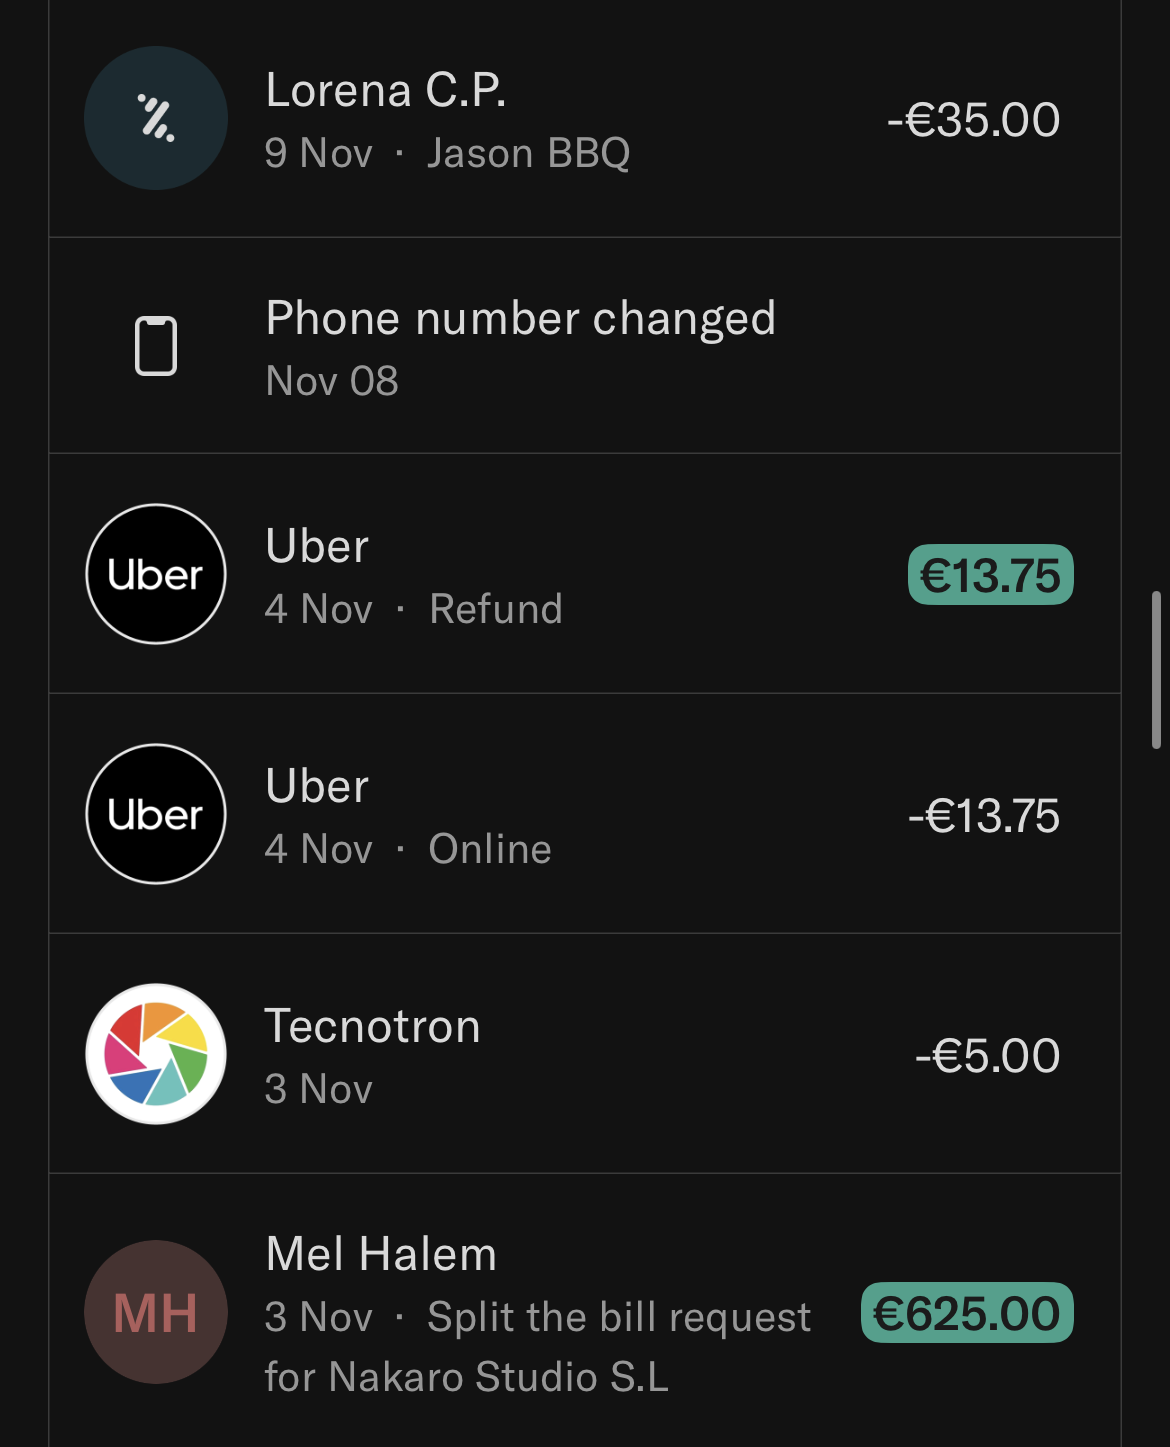 Lorena C.P.
-€35.00
9 Nov · Jason BBQ
Phone number changed
Nov 08
Uber
Uber
€13.75
4 Nov · Refund
Uber
Uber
-€13.75
4 Nov · Online
Tecnotron
-€5.00
3 Nov
MH
Mel Halem
€625.00
3 Nov · Split the bill request
for Nakaro Studio S.L